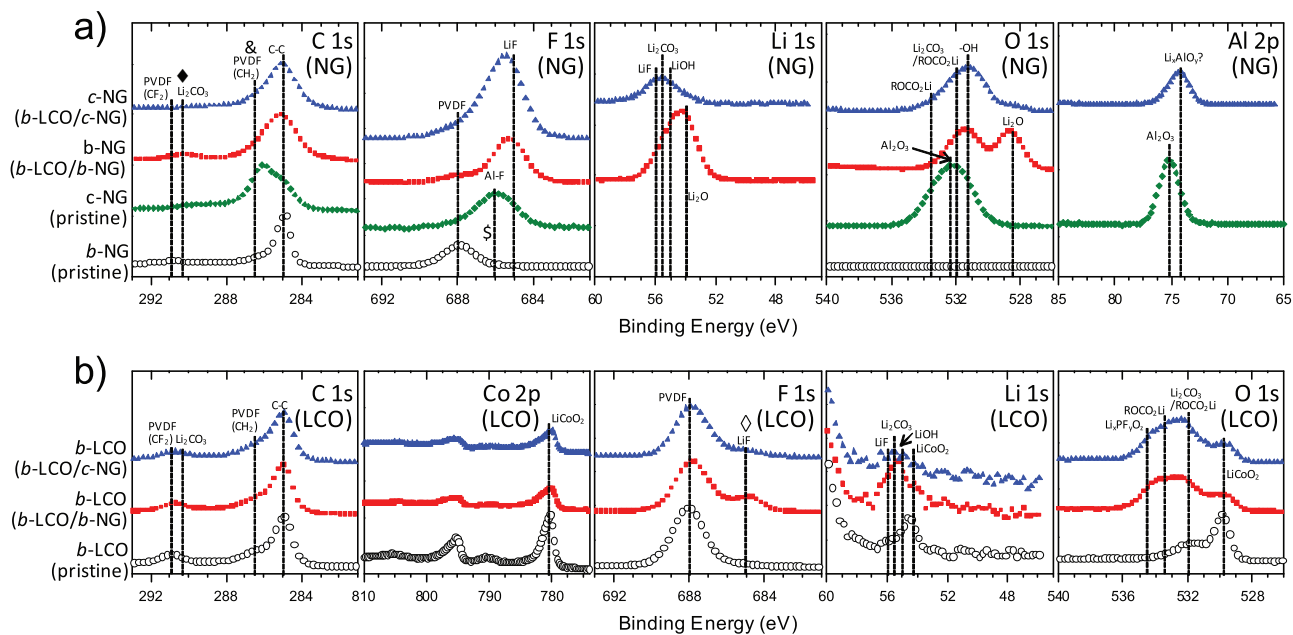 a)
C 1s
(NG)
&
PVDF
(CH₂)
C-C
◆
PVDF
(CF₂)
Li₂CO₃
F 1s
(NG)
LiF
PVDF
Al-F
$
Li 1s
(NG)
Li₂CO₃
LiF
LiOH
Li₂O
O 1s
(NG)
Li₂CO₃
/ROCO₂Li
-OH
ROCO₂Li
Al₂O₃
Li₂O
Al 2p
(NG)
LiₓAlOᵧ?
Al₂O₃
c-NG
(b-LCO/c-NG)
b-NG
(b-LCO/b-NG)
c-NG
(pristine)
b-NG
(pristine)
292 288 284 280
692 688 684
60 56 52 48
540 536 532 528
85 80 75 70 65
Binding Energy (eV)
b)
C 1s
(LCO)
C-C
PVDF
(CH₂)
PVDF
(CF₂)
Li₂CO₃
Co 2p
(LCO)
LiCoO₂
F 1s
(LCO)
PVDF
◇
LiF
Li 1s
(LCO)
Li₂CO₃
LiF
LiOH
LiCoO₂
O 1s
(LCO)
Li₂CO₃
/ROCO₂Li
ROCO₂Li
LiₓPFᵧO₂
LiCoO₂
b-LCO
(b-LCO/c-NG)
b-LCO
(b-LCO/b-NG)
b-LCO
(pristine)
292 288 284
810 800 790 780
692 688 684
60 56 52 48
540 536 532 528
Binding Energy (eV)